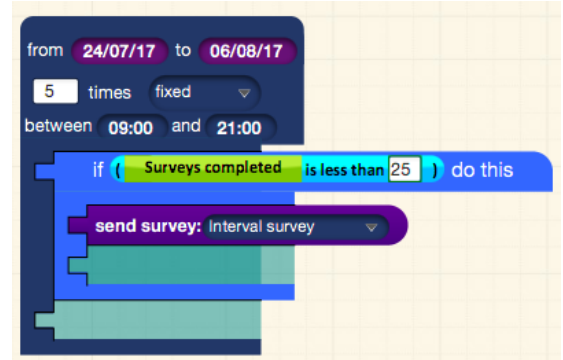 from 24/07/17 to 06/08/17
5 times fixed
between 09:00 and 21:00
if ( Surveys completed is less than 25 ) do this
send survey: Interval survey